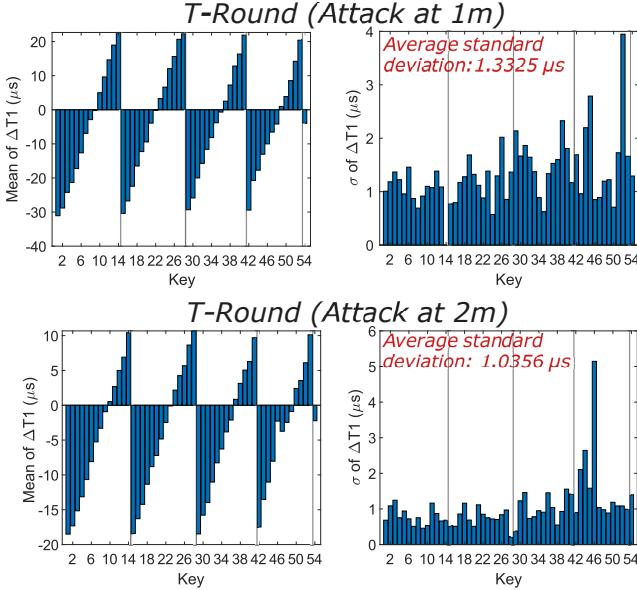 T-Round (Attack at 1m)
Mean of ΔT1 (μs)
20
10
0
-10
-20
-30
-40
2 6 10 14 18 22 26 30 34 38 42 46 50 54
Key
Average standard
deviation: 1.3325 μs
σ of ΔT1 (μs)
4
3
2
1
0
2 6 10 14 18 22 26 30 34 38 42 46 50 54
Key
T-Round (Attack at 2m)
Mean of ΔT1 (μs)
10
5
0
-5
-10
-15
-20
2 6 10 14 18 22 26 30 34 38 42 46 50 54
Key
Average standard
deviation: 1.0356 μs
σ of ΔT1 (μs)
6
5
4
3
2
1
0
2 6 10 14 18 22 26 30 34 38 42 46 50 54
Key